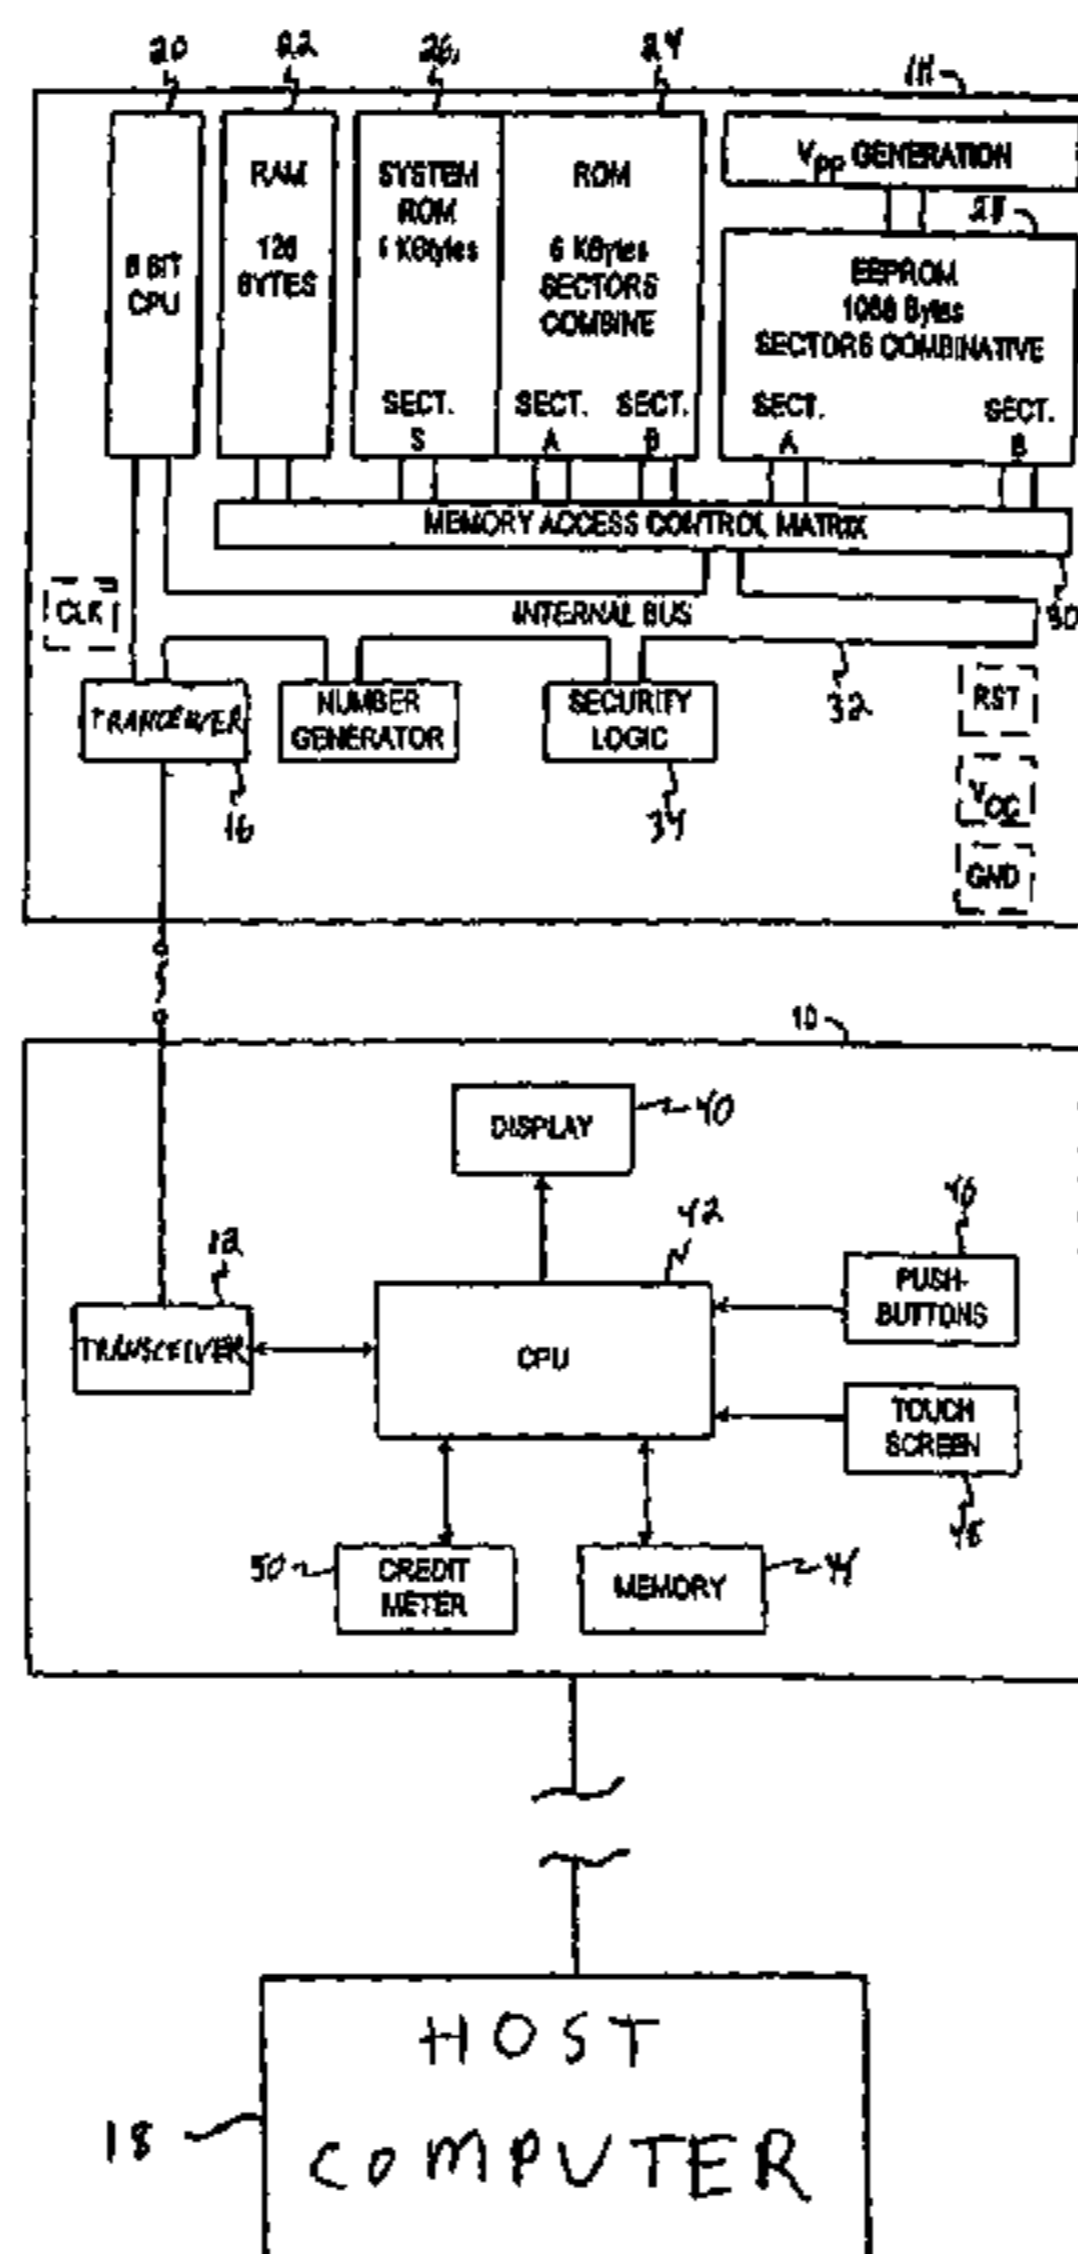 20 22 26 24
VPP GENERATION
28
RAM
128
BYTES
SYSTEM
ROM
ROM
6 KBytes
SECTORS
COMBINE
8 BIT
CPU
EEPROM
1088 Bytes
SECTORS COMBINATIVE
SECT.
S
SECT.
A
SECT.
B
SECT.
A
SECT.
B
MEMORY ACCESS CONTROL MATRIX
30
CLK
INTERNAL BUS
32
TRANCEIVER
16
NUMBER
GENERATOR
SECURITY
LOGIC
34
RST
VCC
GND
10
DISPLAY
40
42
46
12
PUSH-
BUTTONS
TRANSCEIVER
CPU
TOUCH
SCREEN
48
50
CREDIT
METER
MEMORY
44
HOST
18
COMPUTER